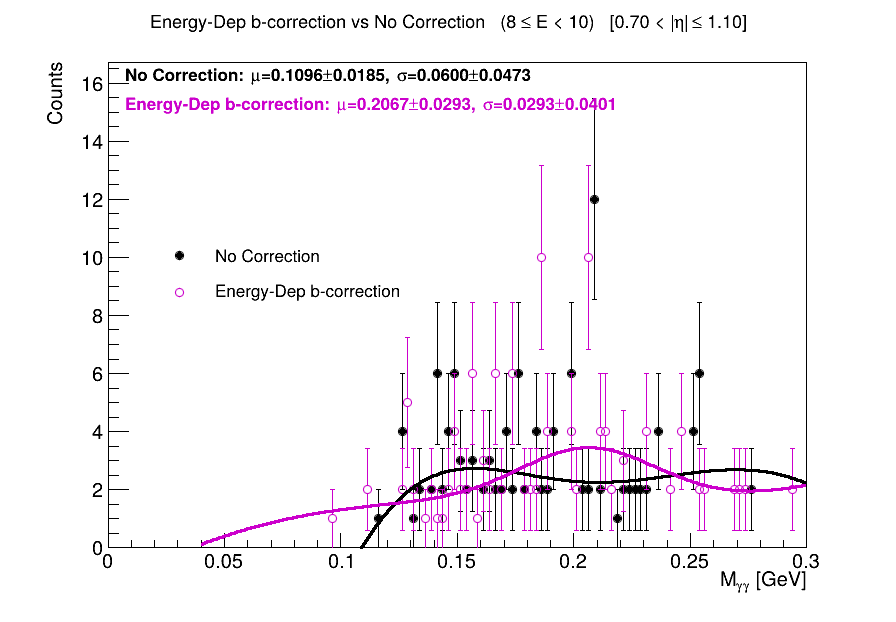 Energy-Dep b-correction vs No Correction (8 ≤ E < 10) [0.70 < |η| ≤ 1.10]
Counts
No Correction: μ=0.1096±0.0185, σ=0.0600±0.0473
Energy-Dep b-correction: μ=0.2067±0.0293, σ=0.0293±0.0401
No Correction
Energy-Dep b-correction
16
14
12
10
8
6
4
2
0
0 0.05 0.1 0.15 0.2 0.25 0.3
Mγγ [GeV]